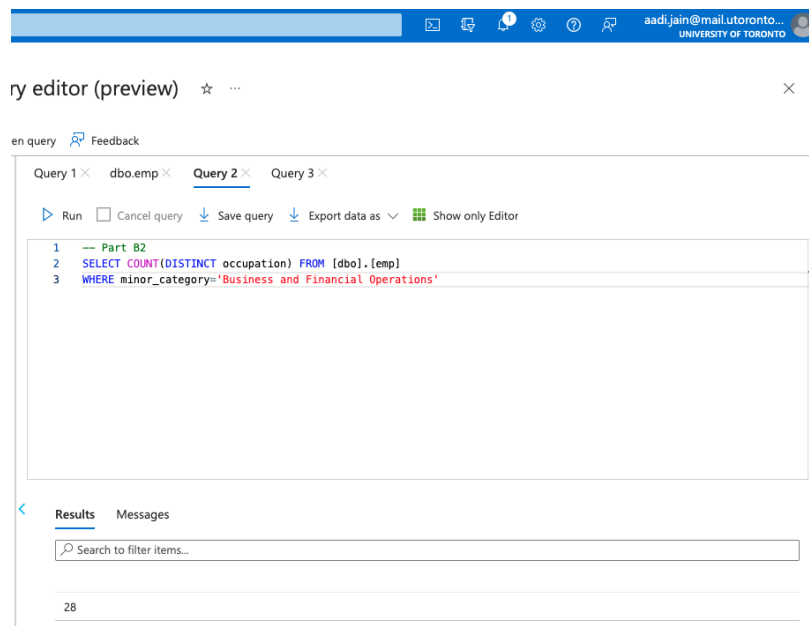 aadi.jain@mail.utoronto...
UNIVERSITY OF TORONTO
1
ry editor (preview) ...
en query Feedback
Query 1 dbo.emp Query 2 Query 3
Run Cancel query Save query Export data as Show only Editor
1 -- Part B2
2 SELECT COUNT(DISTINCT occupation) FROM [dbo].[emp]
3 WHERE minor_category='Business and Financial Operations'
Results Messages
Search to filter items...
28